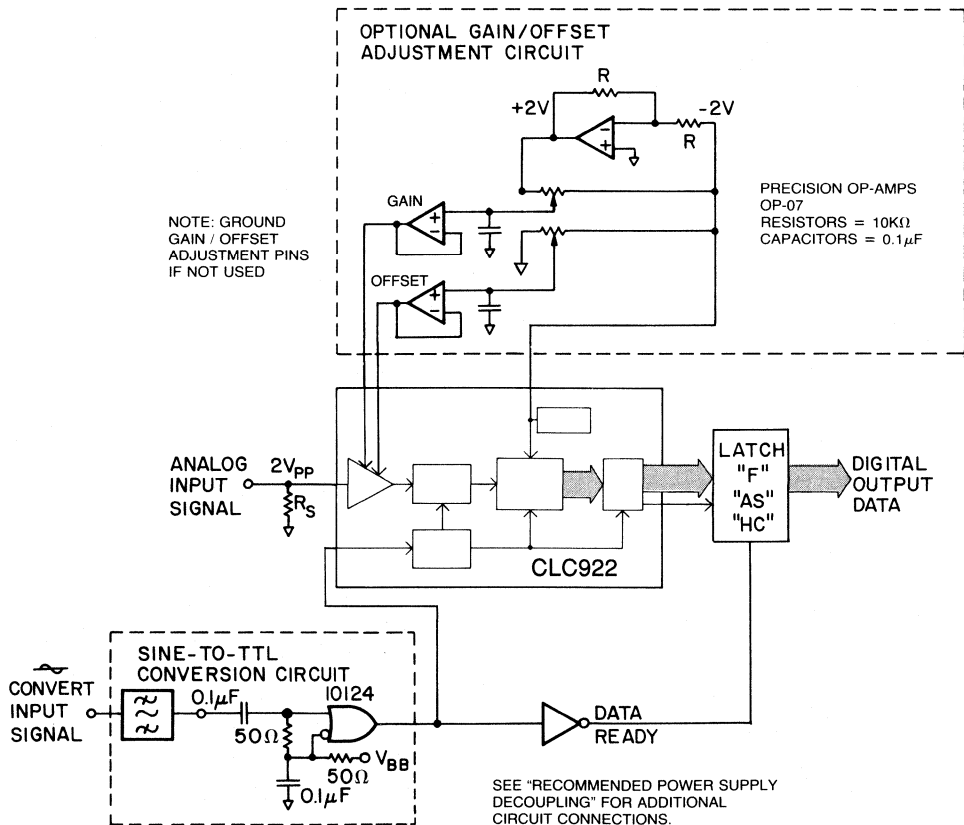 OPTIONAL GAIN/OFFSET
ADJUSTMENT CIRCUIT
R
+2V
-2V
-
+
R
PRECISION OP-AMPS
OP-07
RESISTORS = 10KΩ
CAPACITORS = 0.1µF
GAIN
+
-
NOTE: GROUND
GAIN / OFFSET
ADJUSTMENT PINS
IF NOT USED
OFFSET
+
-
ANALOG
INPUT
SIGNAL
2VPP
RS
CLC922
LATCH
"F"
"AS"
"HC"
DIGITAL
OUTPUT
DATA
SINE-TO-TTL
CONVERSION CIRCUIT
CONVERT
INPUT
SIGNAL
0.1µF
10124
50Ω
50Ω
VBB
0.1µF
DATA
READY
SEE "RECOMMENDED POWER SUPPLY
DECOUPLING" FOR ADDITIONAL
CIRCUIT CONNECTIONS.